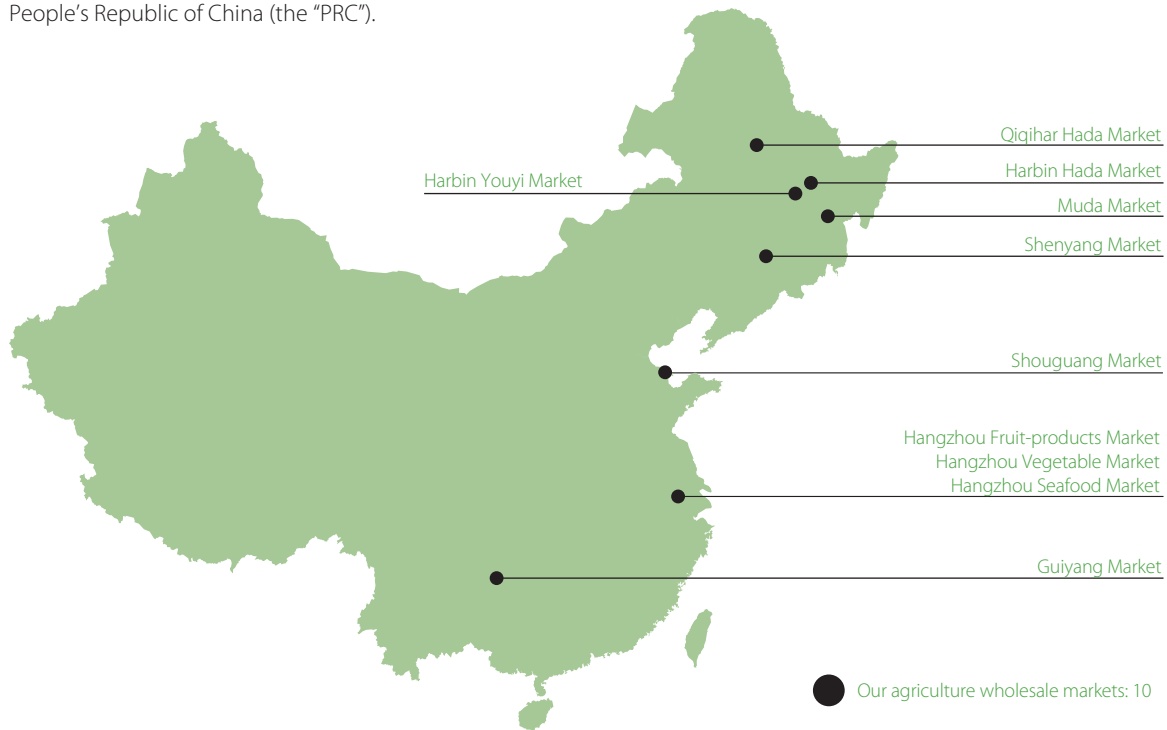 People’s Republic of China (the “PRC”).
Qiqihar Hada Market
Harbin Hada Market
Harbin Youyi Market
Muda Market
Shenyang Market
Shouguang Market
Hangzhou Fruit-products Market
Hangzhou Vegetable Market
Hangzhou Seafood Market
Guiyang Market
Our agriculture wholesale markets: 10